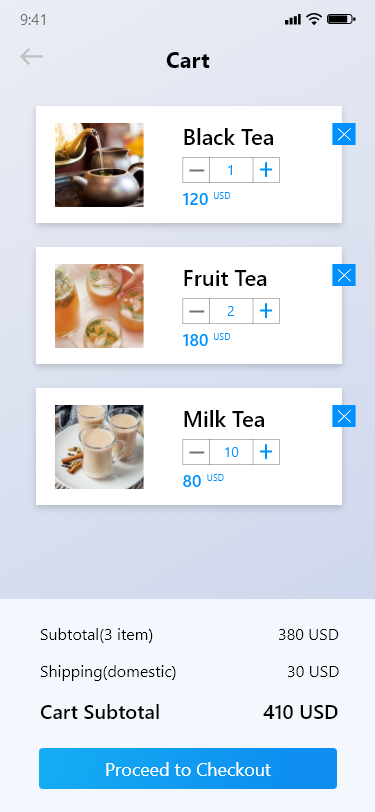 9:41
Cart
Black Tea
1
120 USD
Fruit Tea
2
180 USD
Milk Tea
10
80 USD
Subtotal(3 item) 380 USD
Shipping(domestic) 30 USD
Cart Subtotal 410 USD
Proceed to Checkout